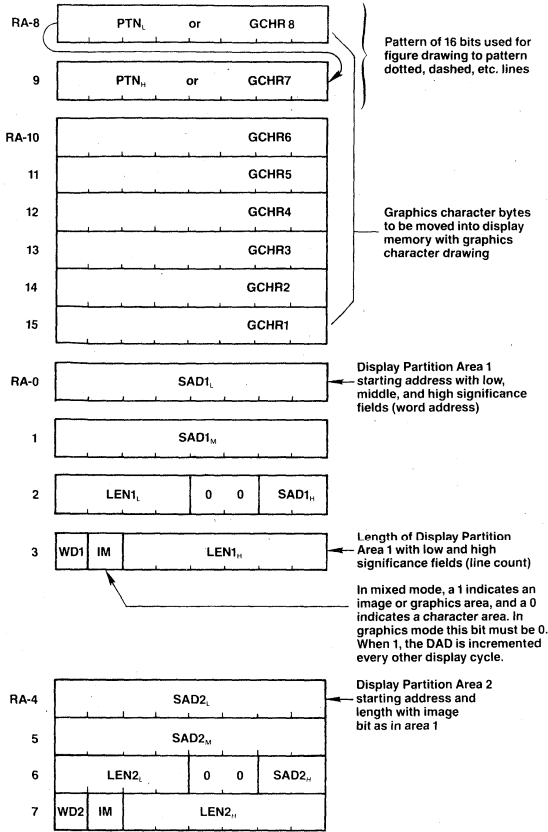 RA-8 PTNL or GCHR 8
9 PTNH or GCHR7
Pattern of 16 bits used for
figure drawing to pattern
dotted, dashed, etc. lines
RA-10 GCHR6
11 GCHR5
12 GCHR4
13 GCHR3
14 GCHR2
15 GCHR1
Graphics character bytes
to be moved into display
memory with graphics
character drawing
RA-0 SAD1L
Display Partition Area 1
starting address with low,
middle, and high significance
fields (word address)
1 SAD1M
2 LEN1L 0 0 SAD1H
3 WD1 IM LEN1H
Length of Display Partition
Area 1 with low and high
significance fields (line count)
In mixed mode, a 1 indicates an
image or graphics area, and a 0
indicates a character area. In
graphics mode this bit must be 0.
When 1, the DAD is incremented
every other display cycle.
RA-4 SAD2L
Display Partition Area 2
starting address and
length with image
bit as in area 1
5 SAD2M
6 LEN2L 0 0 SAD2H
7 WD2 IM LEN2H